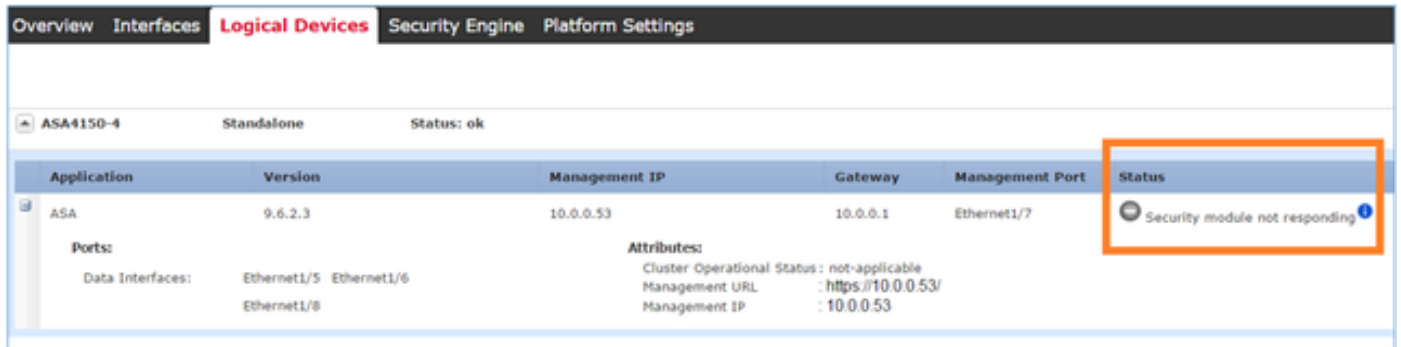 Overview Interfaces Logical Devices Security Engine Platform Settings
ASA4150-4 Standalone Status: ok
Application Version Management IP Gateway Management Port Status
ASA 9.6.2.3 10.0.0.53 10.0.0.1 Ethernet1/7 Security module not responding
Ports: Attributes:
Cluster Operational Status : not-applicable
Data Interfaces: Ethernet1/5 Ethernet1/6 Management URL : https://10.0.0.53/
Ethernet1/8 Management IP : 10.0.0.53